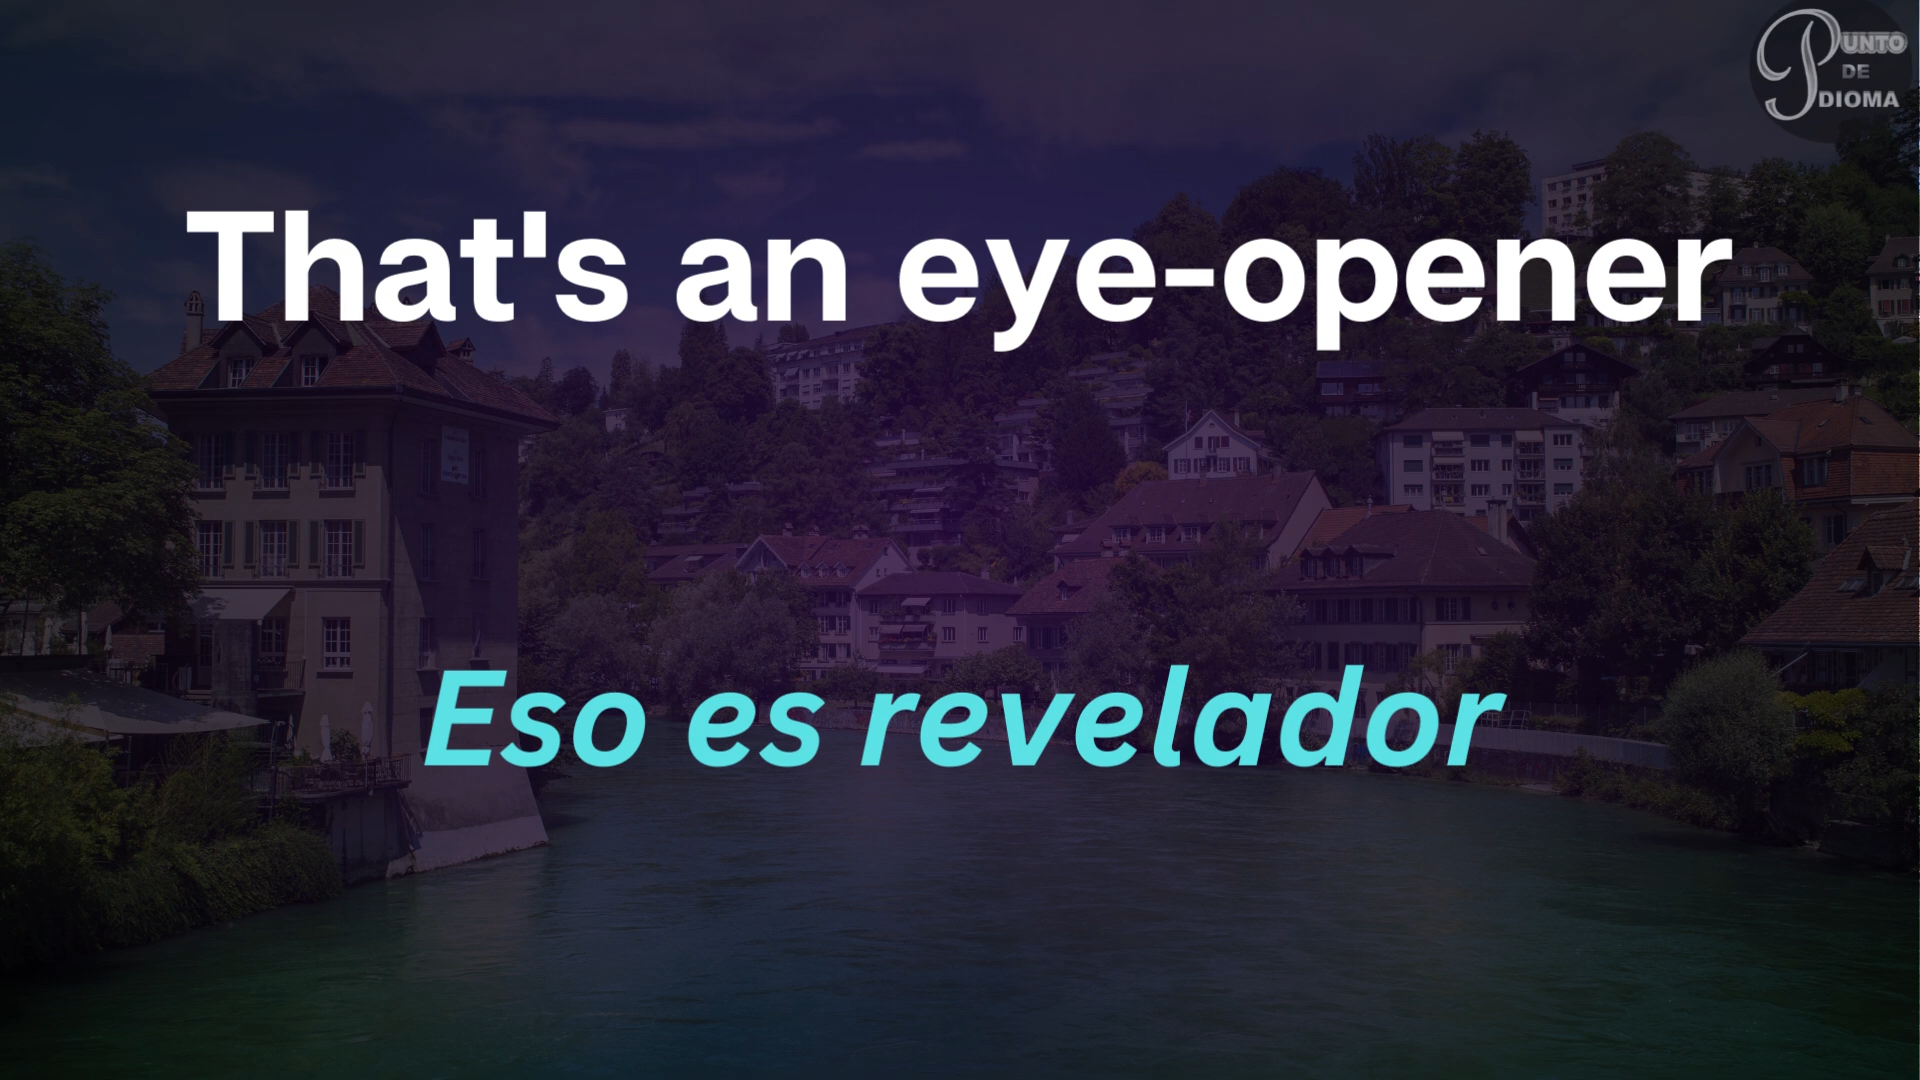 PUNTO
DE
IDIOMA
That's an eye-opener
Eso es revelador